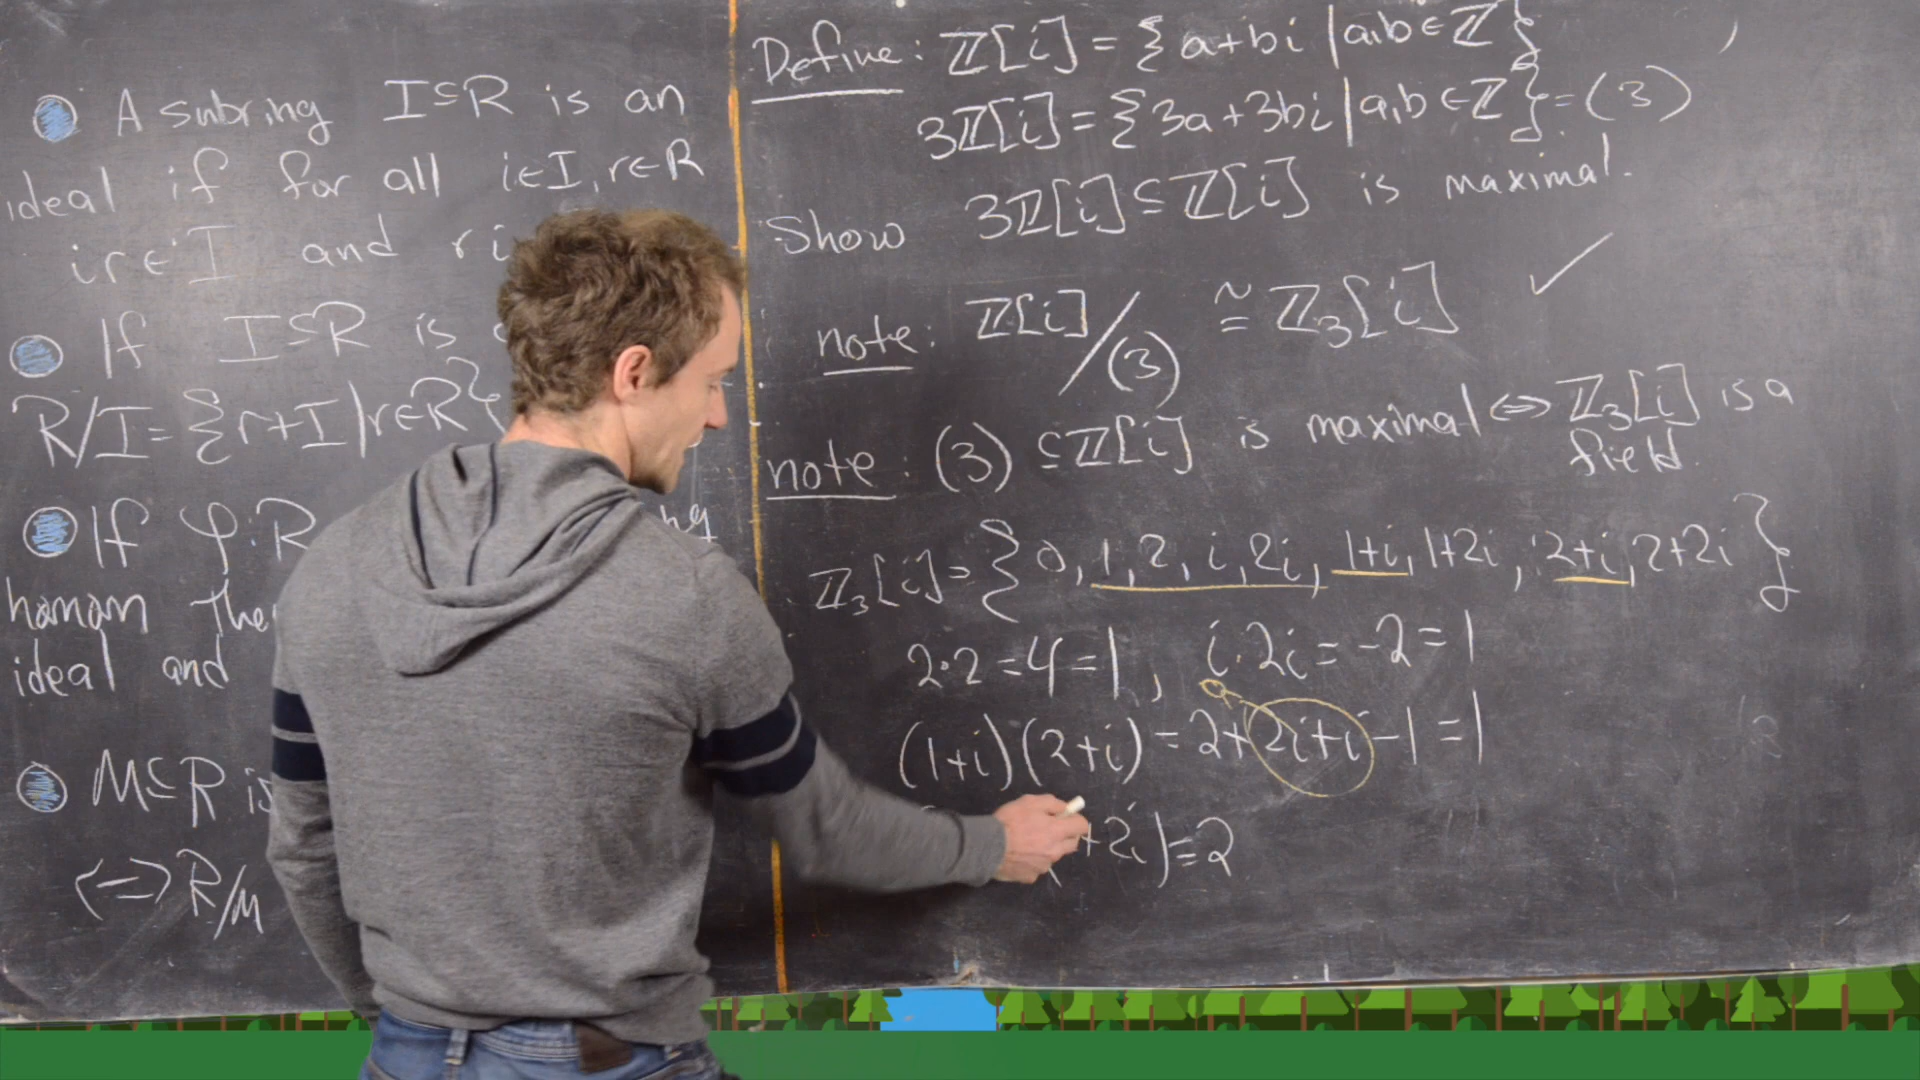 A subring I⊆R is an
ideal if for all i∈I, r∈R
ir∈I and ri
If I⊆R is
R/I={r+I|r∈R}
If φ:R
homom The
ideal and
M⊆R is
⇔ R/M
Define: ℤ[i]={a+bi|a,b∈ℤ}
3ℤ[i]={3a+3bi|a,b∈ℤ}=(3)
Show 3ℤ[i]⊆ℤ[i] is maximal.
note: ℤ[i]/(3) ≅ ℤ₃[i] ✓
note: (3)⊆ℤ[i] is maximal ⇔ ℤ₃[i] is a
field.
ℤ₃[i]={0,1,2,i,2i,1+i,1+2i,2+i,2+2i}
2·2=4=1, i·2i=-2=1
(1+i)(2+i)=2+2i+i-1=1
+2i)=2